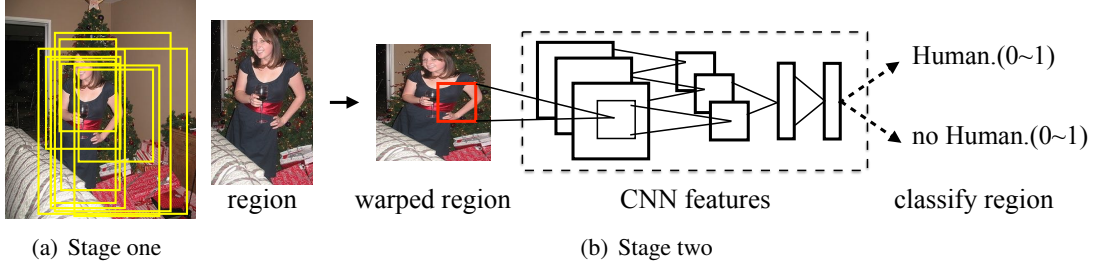 Human.(0~1)
no Human.(0~1)
region
warped region
CNN features
classify region
(a) Stage one
(b) Stage two